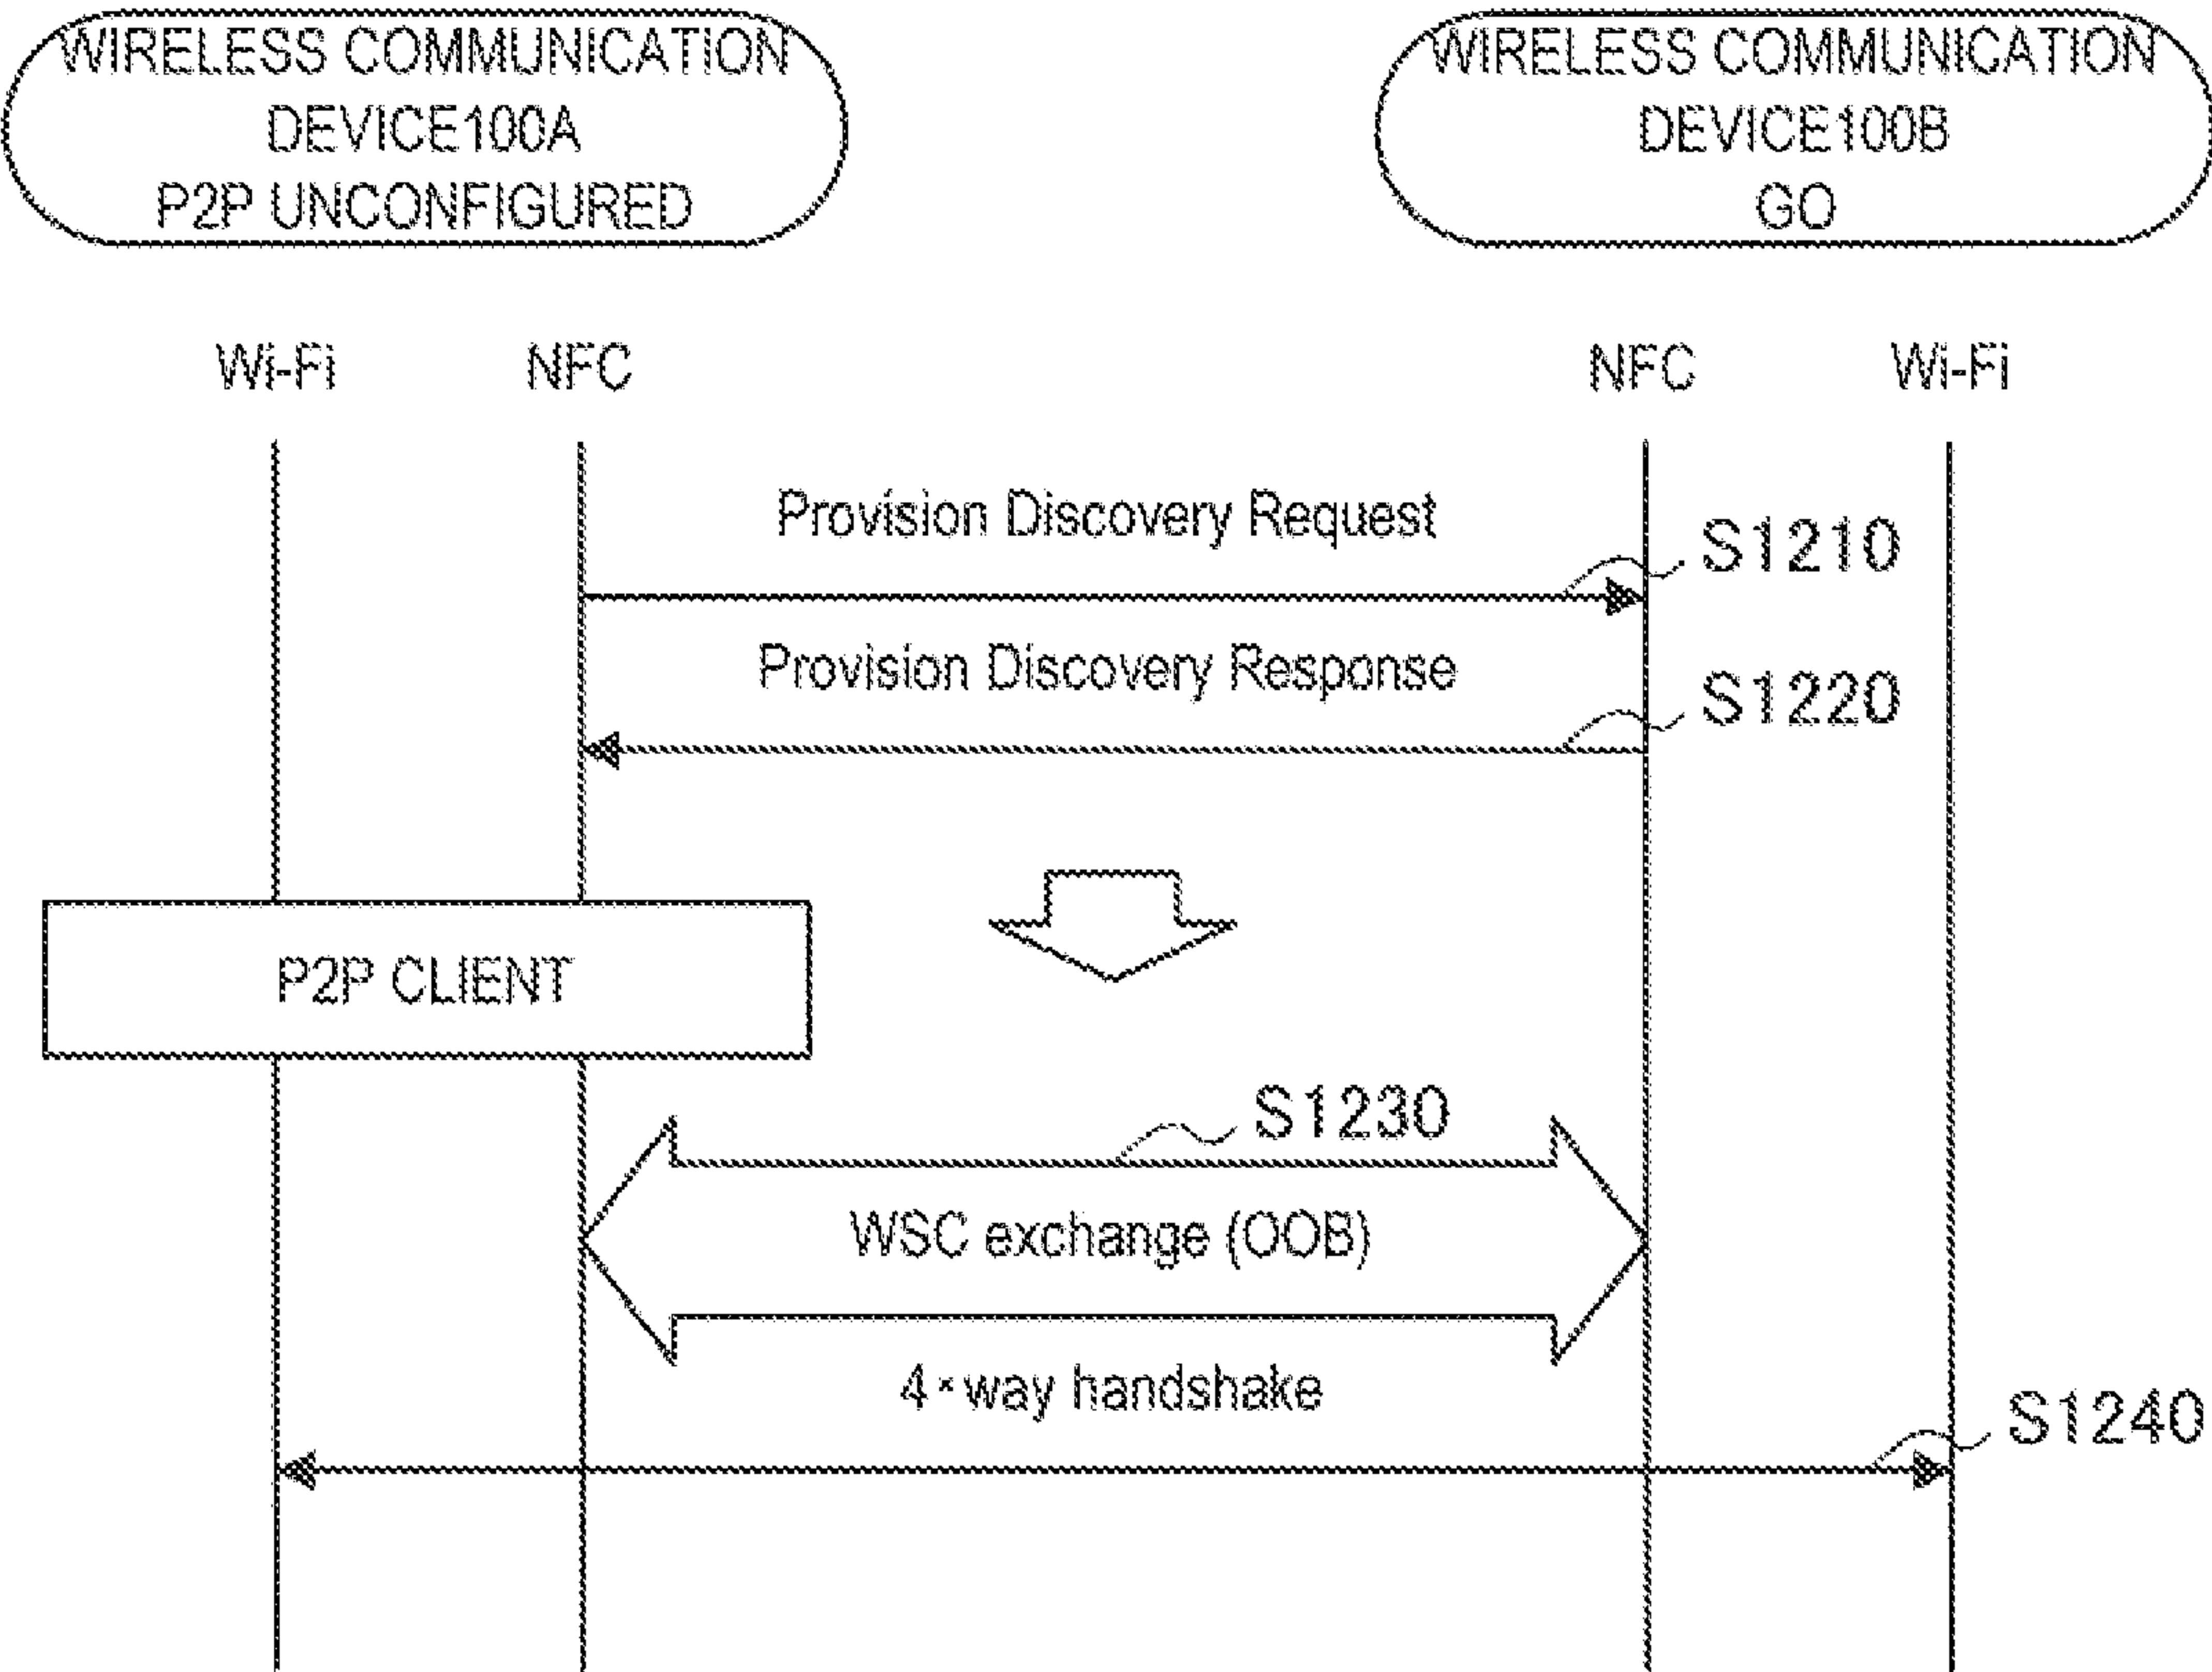 WIRELESS COMMUNICATION
DEVICE100A
P2P UNCONFIGURED
WIRELESS COMMUNICATION
DEVICE100B
GO
Wi-Fi
NFC
NFC
Wi-Fi
Provision Discovery Request
S1210
Provision Discovery Response
S1220
P2P CLIENT
S1230
WSC exchange (OOB)
4-way handshake
S1240